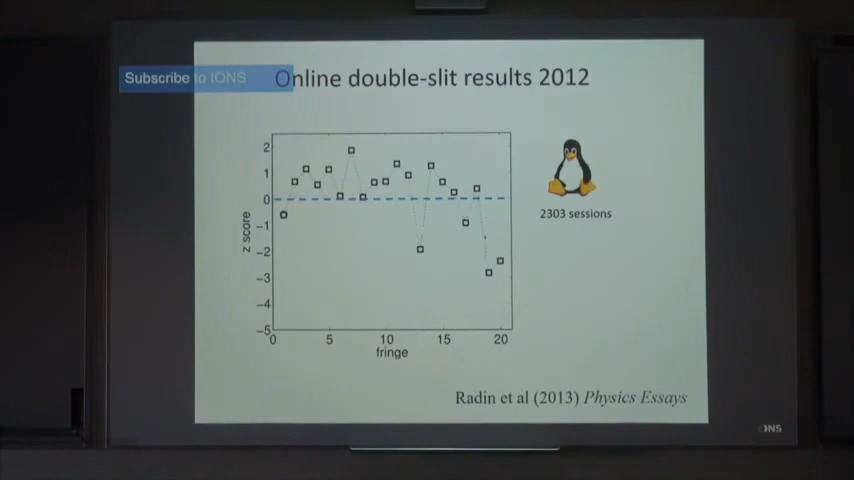 Subscribe to IONS
Online double-slit results 2012
2
1
0
−1
−2
−3
−4
−5
z score
0 5 10 15 20
fringe
2303 sessions
Radin et al (2013) Physics Essays
IONS